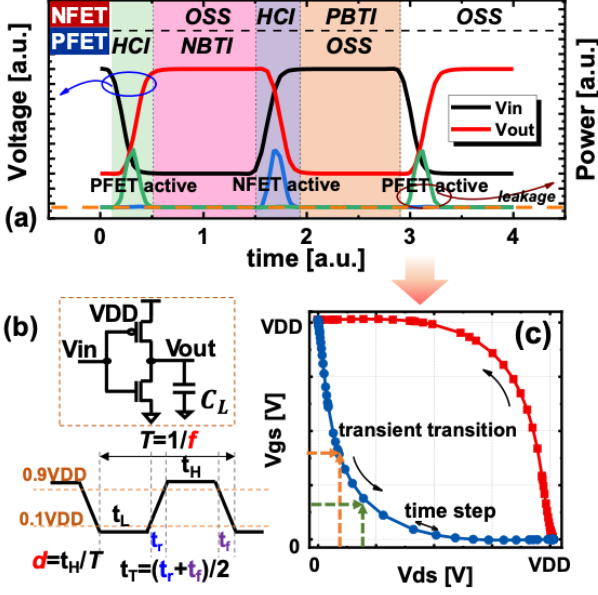 NFET OSS HCI PBTI OSS
PFET HCI NBTI OSS
Voltage [a.u.]
Power [a.u.]
Vin
Vout
PFET active NFET active PFET active
leakage
(a)
0 1 2 3 4
time [a.u.]
(b)
VDD
Vin Vout
C_L
T=1/f
t_H
0.9VDD
t_L
0.1VDD
t_r t_f
d=t_H/T t_T=(t_r+t_f)/2
(c)
VDD
Vgs [V]
transient transition
time step
0
0 VDD
Vds [V]